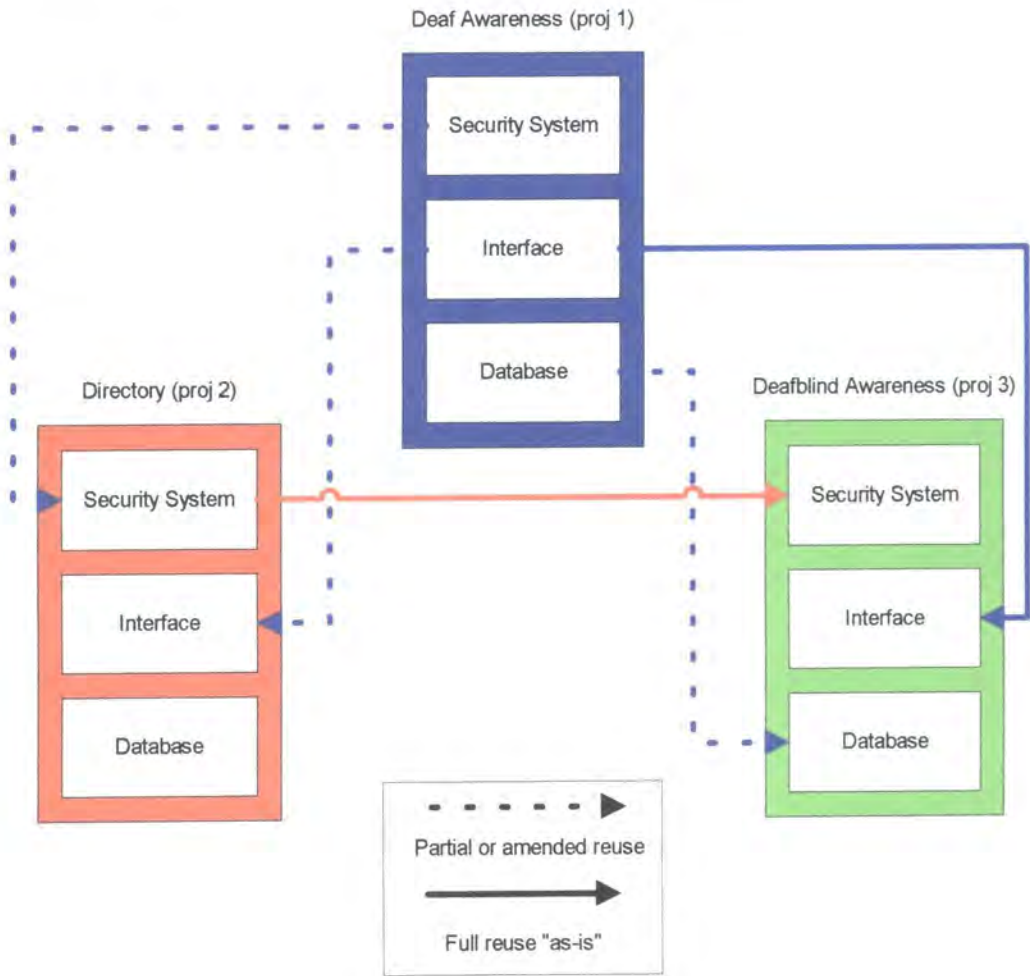 Deaf Awareness (proj 1)
Security System
Interface
Database
Directory (proj 2)
Security System
Interface
Database
Deafblind Awareness (proj 3)
Security System
Interface
Database
Partial or amended reuse
Full reuse "as-is"